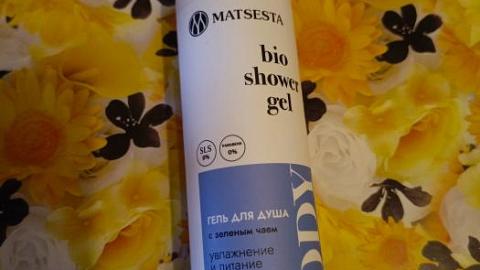 MATSESTA
bio
shower
gel
SLS
0%
0%
ГЕЛЬ ДЛЯ ДУША
с зеленым чаем
увлажнение
и питание